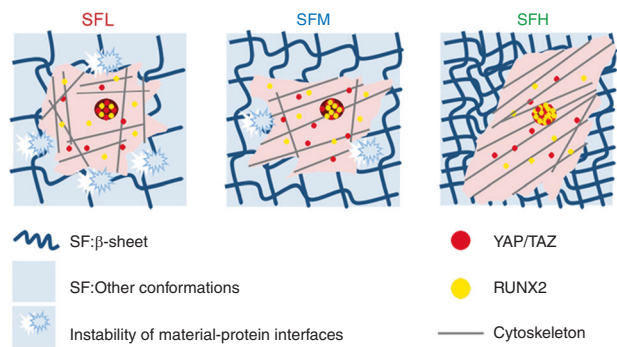 SFL SFM SFH
SF:β-sheet YAP/TAZ
SF:Other conformations RUNX2
Instability of material-protein interfaces Cytoskeleton